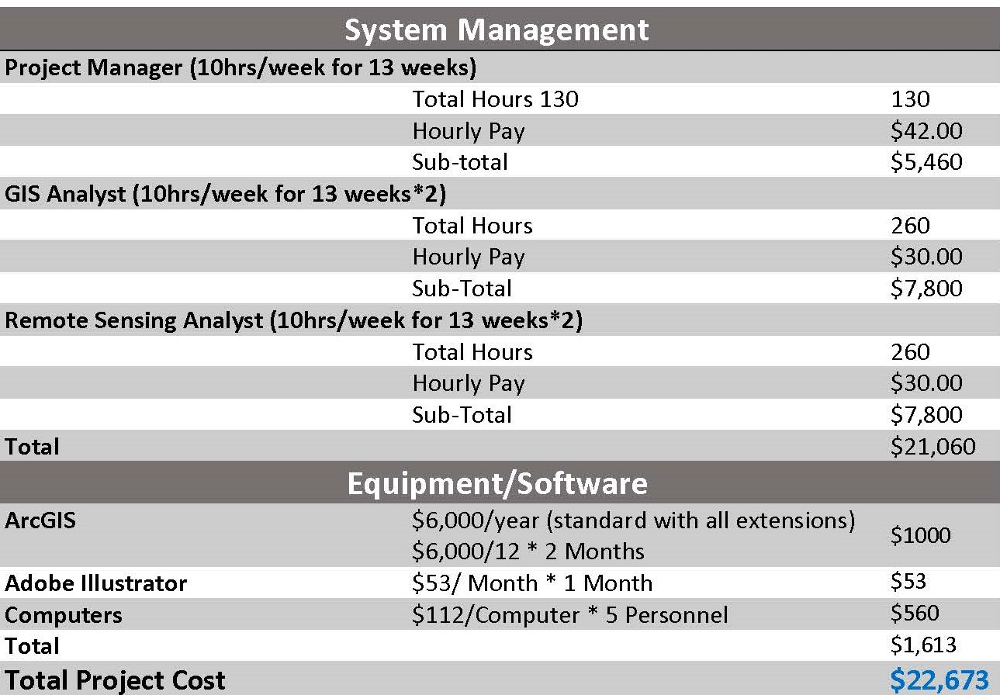 System Management
Project Manager (10hrs/week for 13 weeks)
Total Hours 130 130
Hourly Pay $42.00
Sub-total $5,460
GIS Analyst (10hrs/week for 13 weeks*2)
Total Hours 260
Hourly Pay $30.00
Sub-Total $7,800
Remote Sensing Analyst (10hrs/week for 13 weeks*2)
Total Hours 260
Hourly Pay $30.00
Sub-Total $7,800
Total $21,060
Equipment/Software
ArcGIS $6,000/year (standard with all extensions)
$6,000/12 * 2 Months $1000
Adobe Illustrator $53/ Month * 1 Month $53
Computers $112/Computer * 5 Personnel $560
Total $1,613
Total Project Cost $22,673